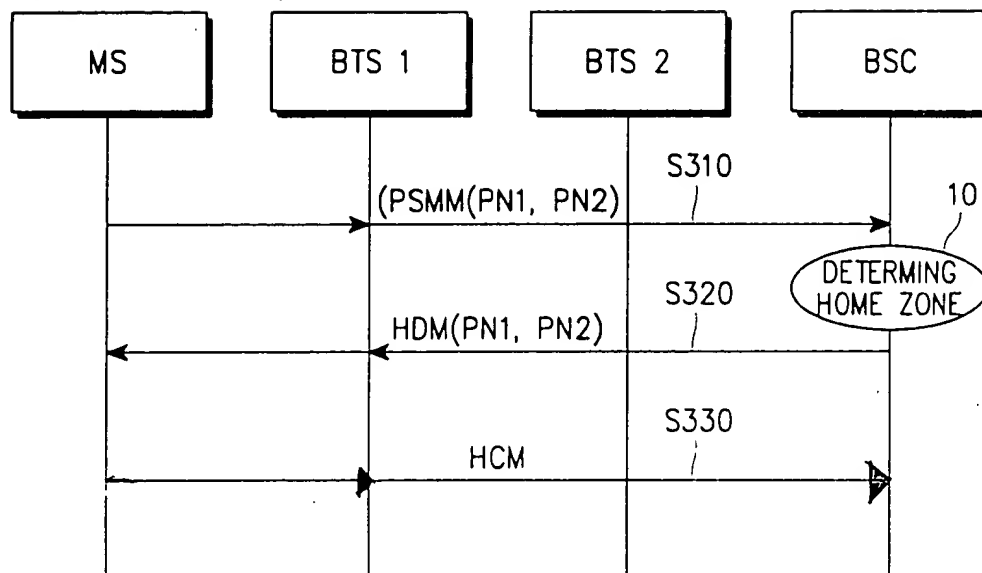 MS
BTS 1
BTS 2
BSC
S310
(PSMM(PN1, PN2)
10
DETERMING
HOME ZONE
S320
HDM(PN1, PN2)
S330
HCM